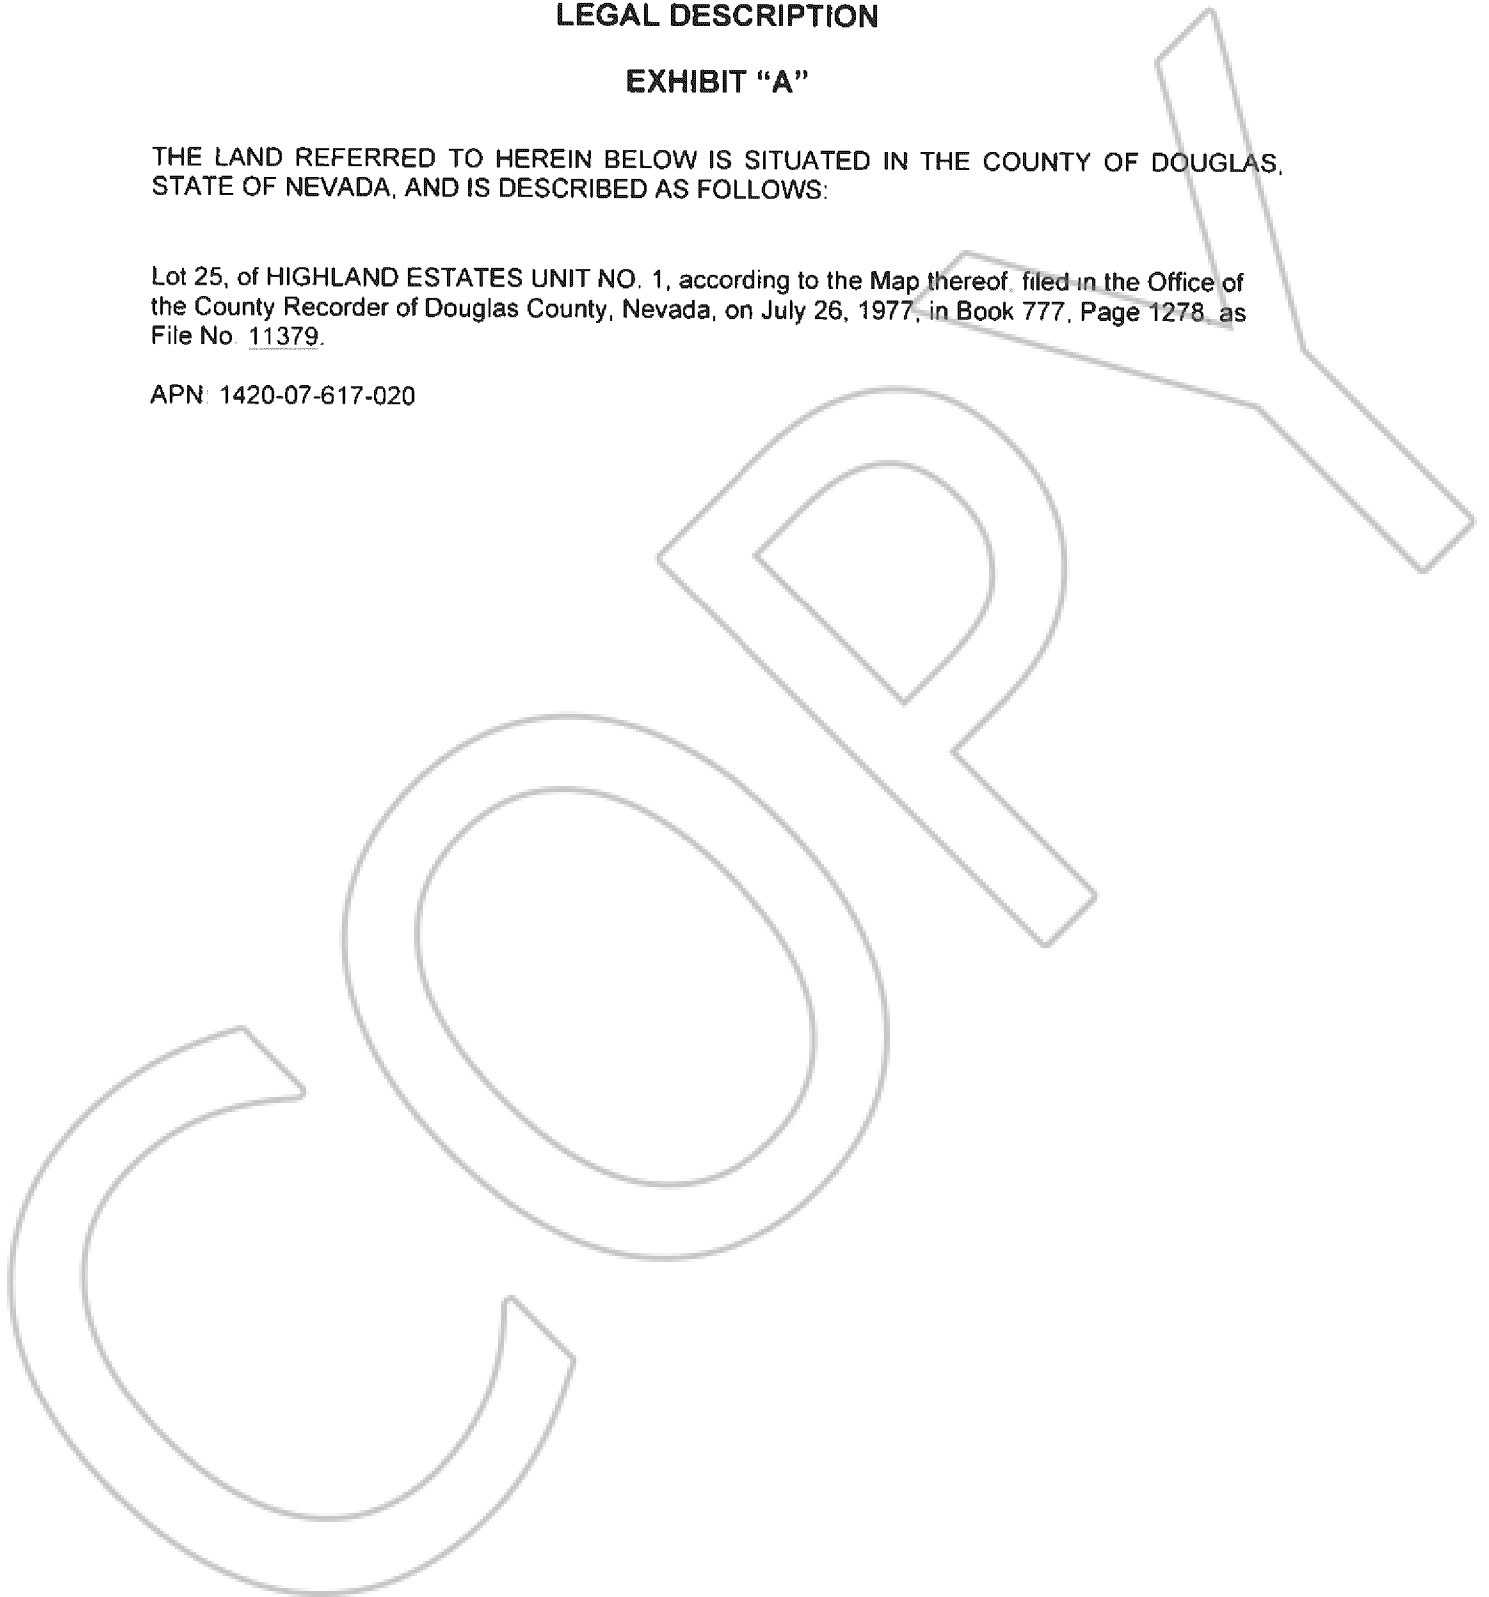 LEGAL DESCRIPTION
EXHIBIT “A”
THE LAND REFERRED TO HEREIN BELOW IS SITUATED IN THE COUNTY OF DOUGLAS,
STATE OF NEVADA, AND IS DESCRIBED AS FOLLOWS:
Lot 25, of HIGHLAND ESTATES UNIT NO. 1, according to the Map thereof, filed in the Office of
the County Recorder of Douglas County, Nevada, on July 26, 1977, in Book 777, Page 1278, as
File No. 11379.
APN: 1420-07-617-020
COPY